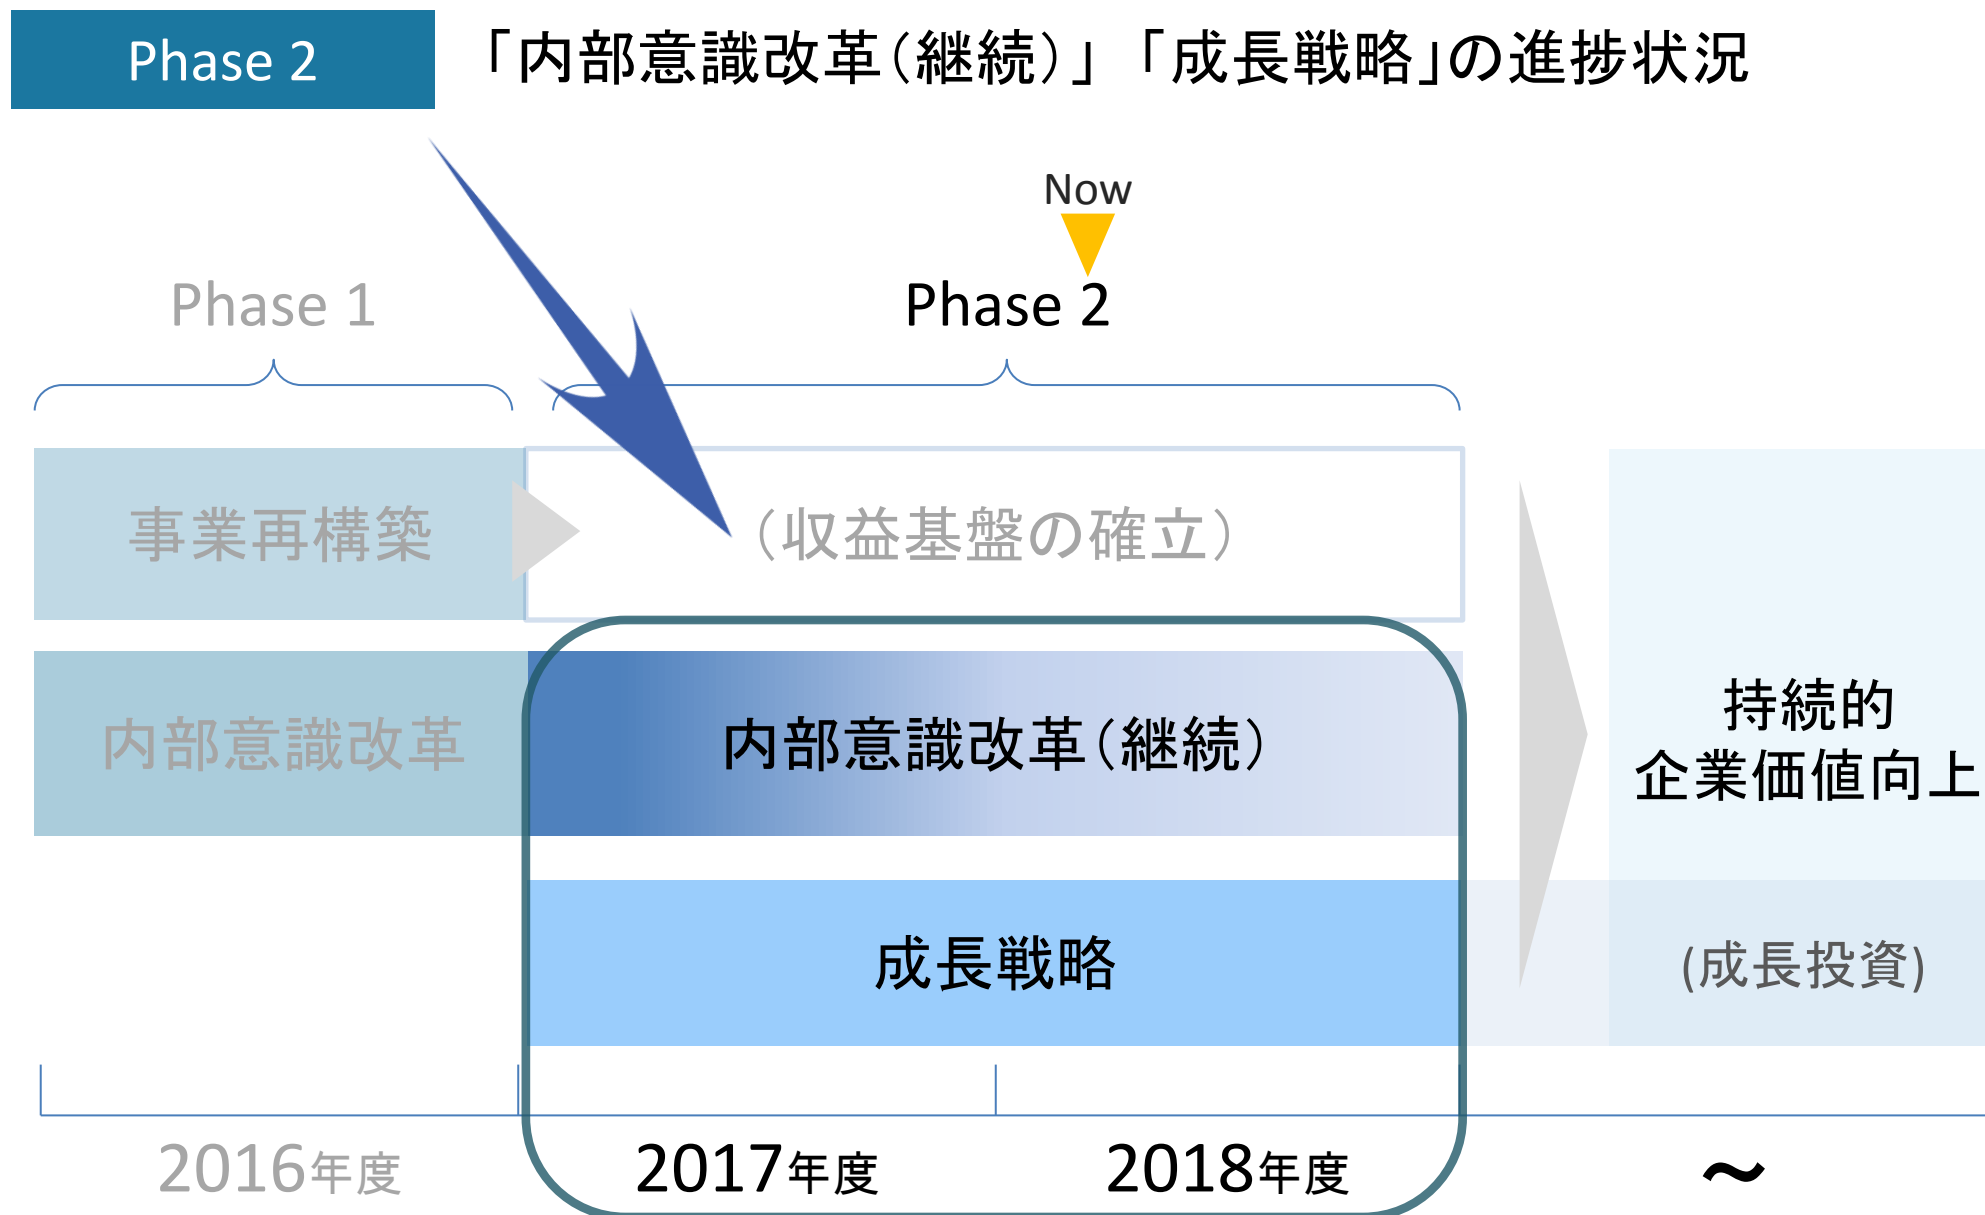 Phase 2
「内部意識改革（継続）」「成長戦略」の進捗状況
Now
Phase 1
Phase 2
事業再構築
（収益基盤の確立）
内部意識改革
内部意識改革（継続）
持続的
企業価値向上
成長戦略
(成長投資)
2016年度
2017年度
2018年度
～